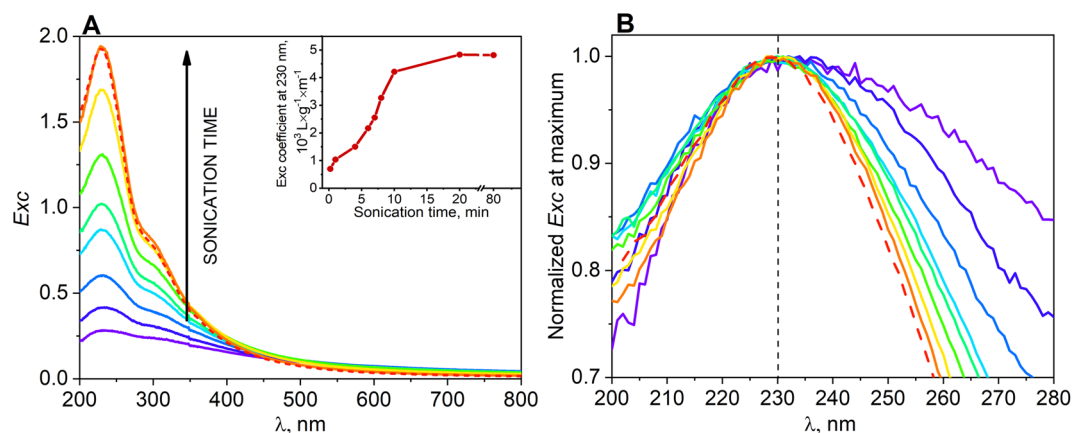 A
2.0
1.5
1.0
0.5
0.0
Exc
SONICATION TIME
200 300 400 500 600 700 800
λ, nm
Exc coefficient at 230 nm,
10³ L×g⁻¹×m⁻¹
5
4
3
2
1
0
0 5 10 15 20 80
Sonication time, min
B
1.0
0.9
0.8
0.7
Normalized Exc at maximum
200 210 220 230 240 250 260 270 280
λ, nm